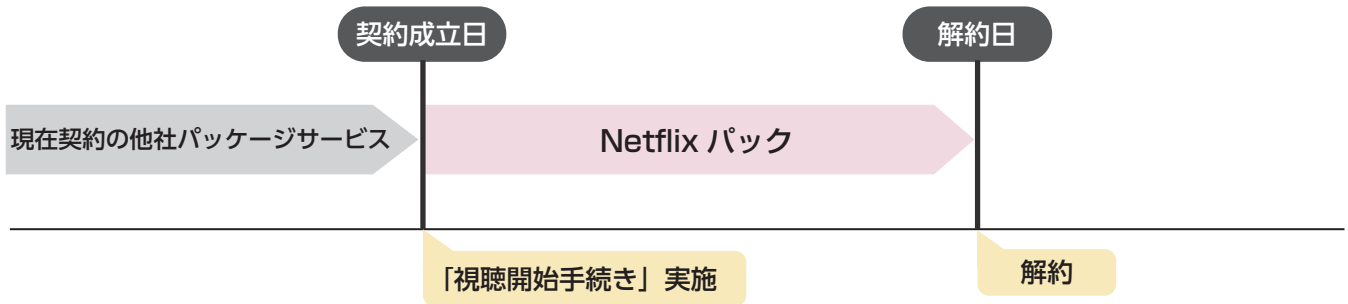 契約成立日
解約日
現在契約の他社パッケージサービス
Netflix パック
「視聴開始手続き」実施
解約